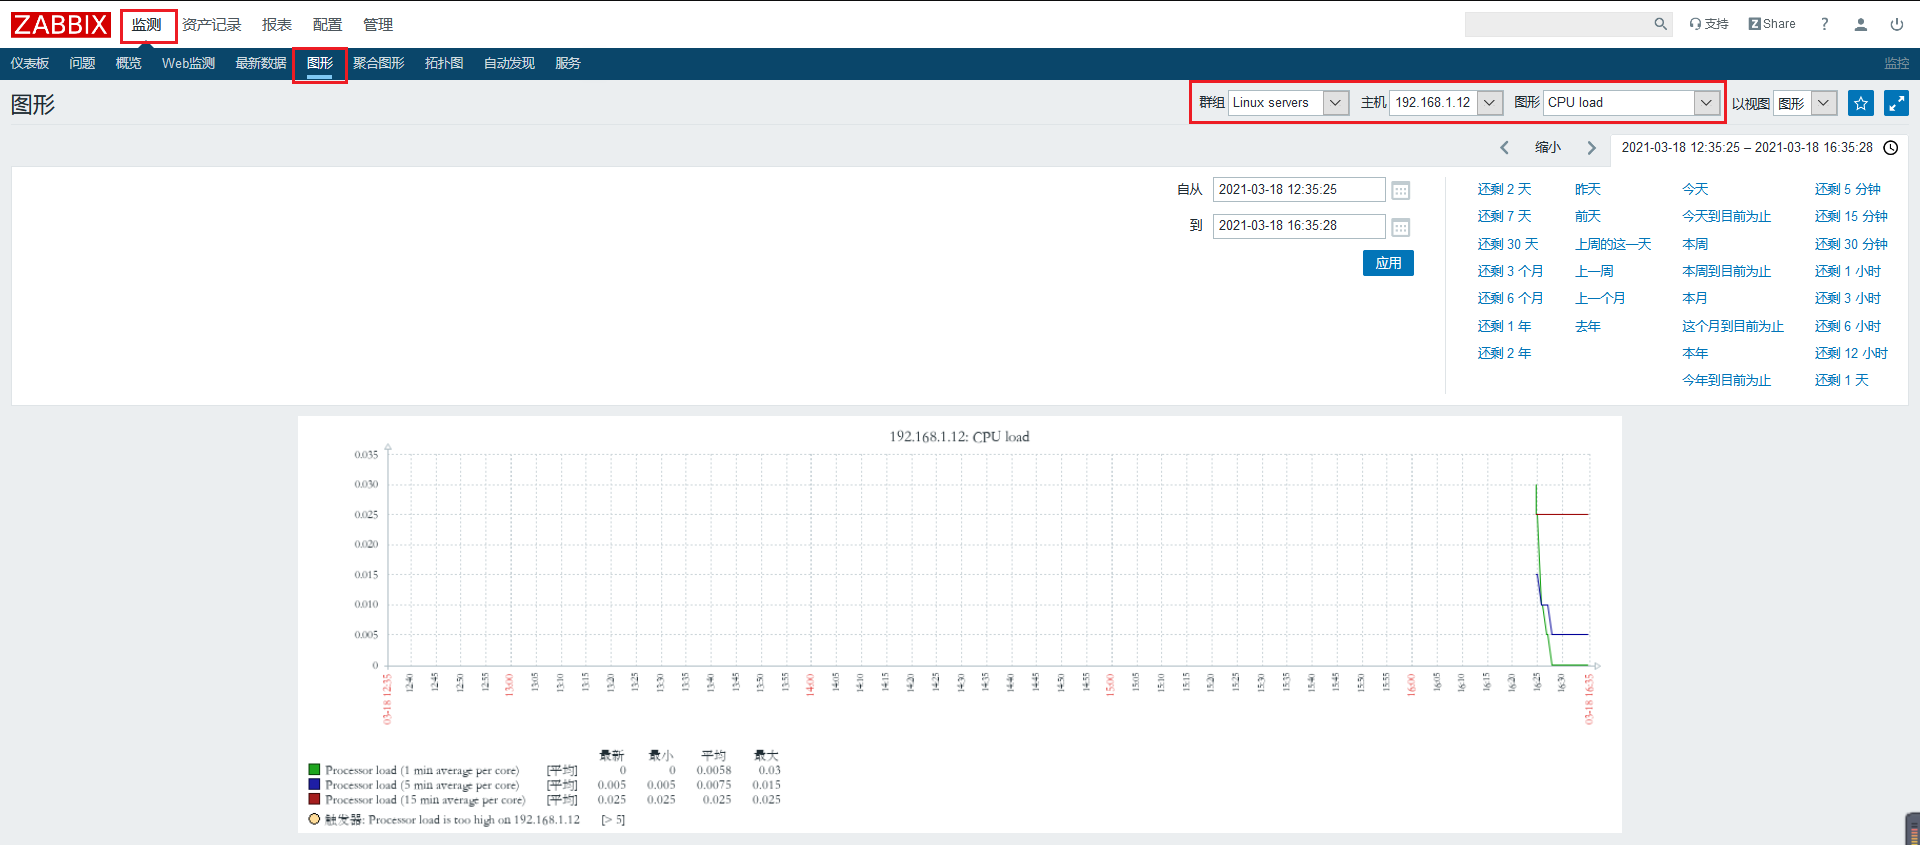 ZABBIX 监测 资产记录 报表 配置 管理 支持 Z Share ?
仪表板 问题 概览 Web监测 最新数据 图形 聚合图形 拓扑图 自动发现 服务 监控
图形 群组 Linux servers 主机 192.168.1.12 图形 CPU load 以视图 图形
缩小 2021-03-18 12:35:25 – 2021-03-18 16:35:28
自从 2021-03-18 12:35:25 还剩 2 天 昨天 今天 还剩 5 分钟
还剩 7 天 前天 今天到目前为止 还剩 15 分钟
到 2021-03-18 16:35:28
还剩 30 天 上周的这一天 本周 还剩 30 分钟
应用 还剩 3 个月 上一周 本周到目前为止 还剩 1 小时
还剩 6 个月 上一个月 本月 还剩 3 小时
还剩 1 年 去年 这个月到目前为止 还剩 6 小时
还剩 2 年 本年 还剩 12 小时
今年到目前为止 还剩 1 天
192.168.1.12: CPU load
0.035
0.030
0.025
0.020
0.015
0.010
0.005
0
03-18 12:35 12:40 12:45 12:50 12:55 13:00 13:05 13:10 13:15 13:20 13:25 13:30 13:35 13:40 13:45 13:50 13:55 14:00 14:05 14:10 14:15 14:20 14:25 14:30 14:35 14:40 14:45 14:50 14:55 15:00 15:05 15:10 15:15 15:20 15:25 15:30 15:35 15:40 15:45 15:50 15:55 16:00 16:05 16:10 16:15 16:20 16:25 16:30 03-18 16:35
最新 最小 平均 最大
Processor load (1 min average per core) [平均] 0 0 0.0058 0.03
Processor load (5 min average per core) [平均] 0.005 0.005 0.0075 0.015
Processor load (15 min average per core) [平均] 0.025 0.025 0.025 0.025
触发器: Processor load is too high on 192.168.1.12 [> 5]